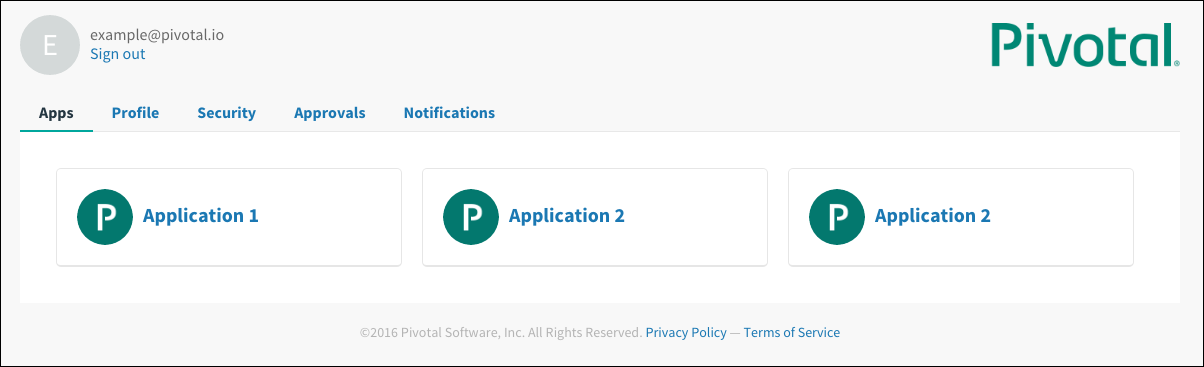 E
example@pivotal.io
Sign out
Pivotal®
Apps Profile Security Approvals Notifications
P Application 1 P Application 2 P Application 2
©2016 Pivotal Software, Inc. All Rights Reserved. Privacy Policy — Terms of Service